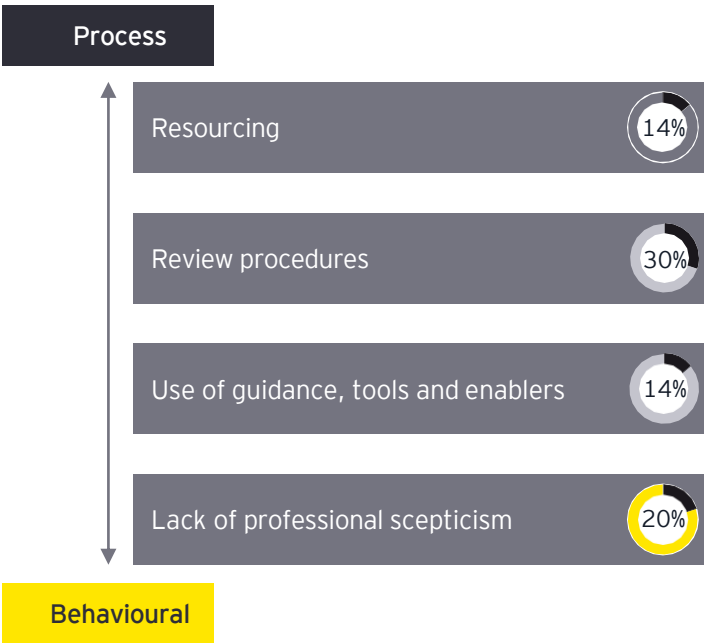 Process
Resourcing
14%
Review procedures
30%
Use of guidance, tools and enablers
14%
Lack of professional scepticism
20%
Behavioural